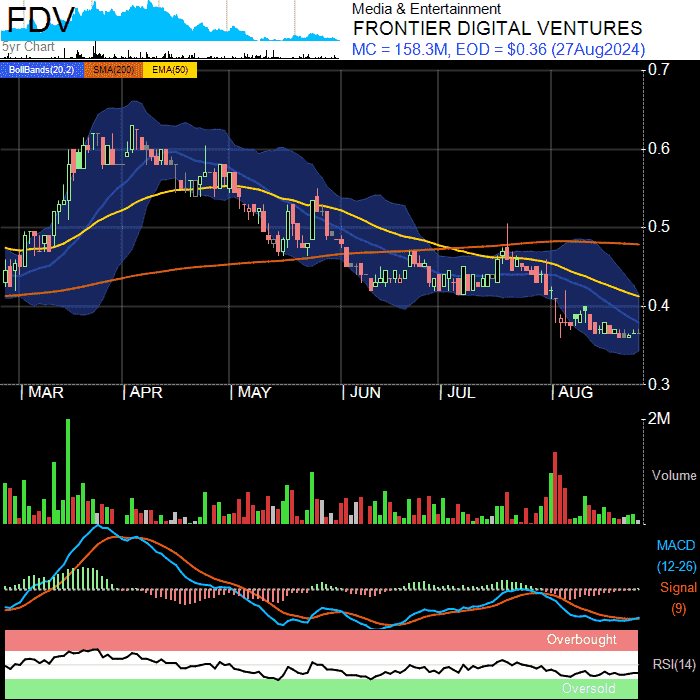 FDV
5yr Chart
Media & Entertainment
FRONTIER DIGITAL VENTURES
MC = 158.3M, EOD = $0.36 (27Aug2024)
BollBands(20,2) SMA(200) EMA(50)
0.7
0.6
0.5
0.4
0.3
MAR APR MAY JUN JUL AUG
2M
Volume
MACD
(12-26)
Signal
(9)
Overbought
RSI(14)
Oversold